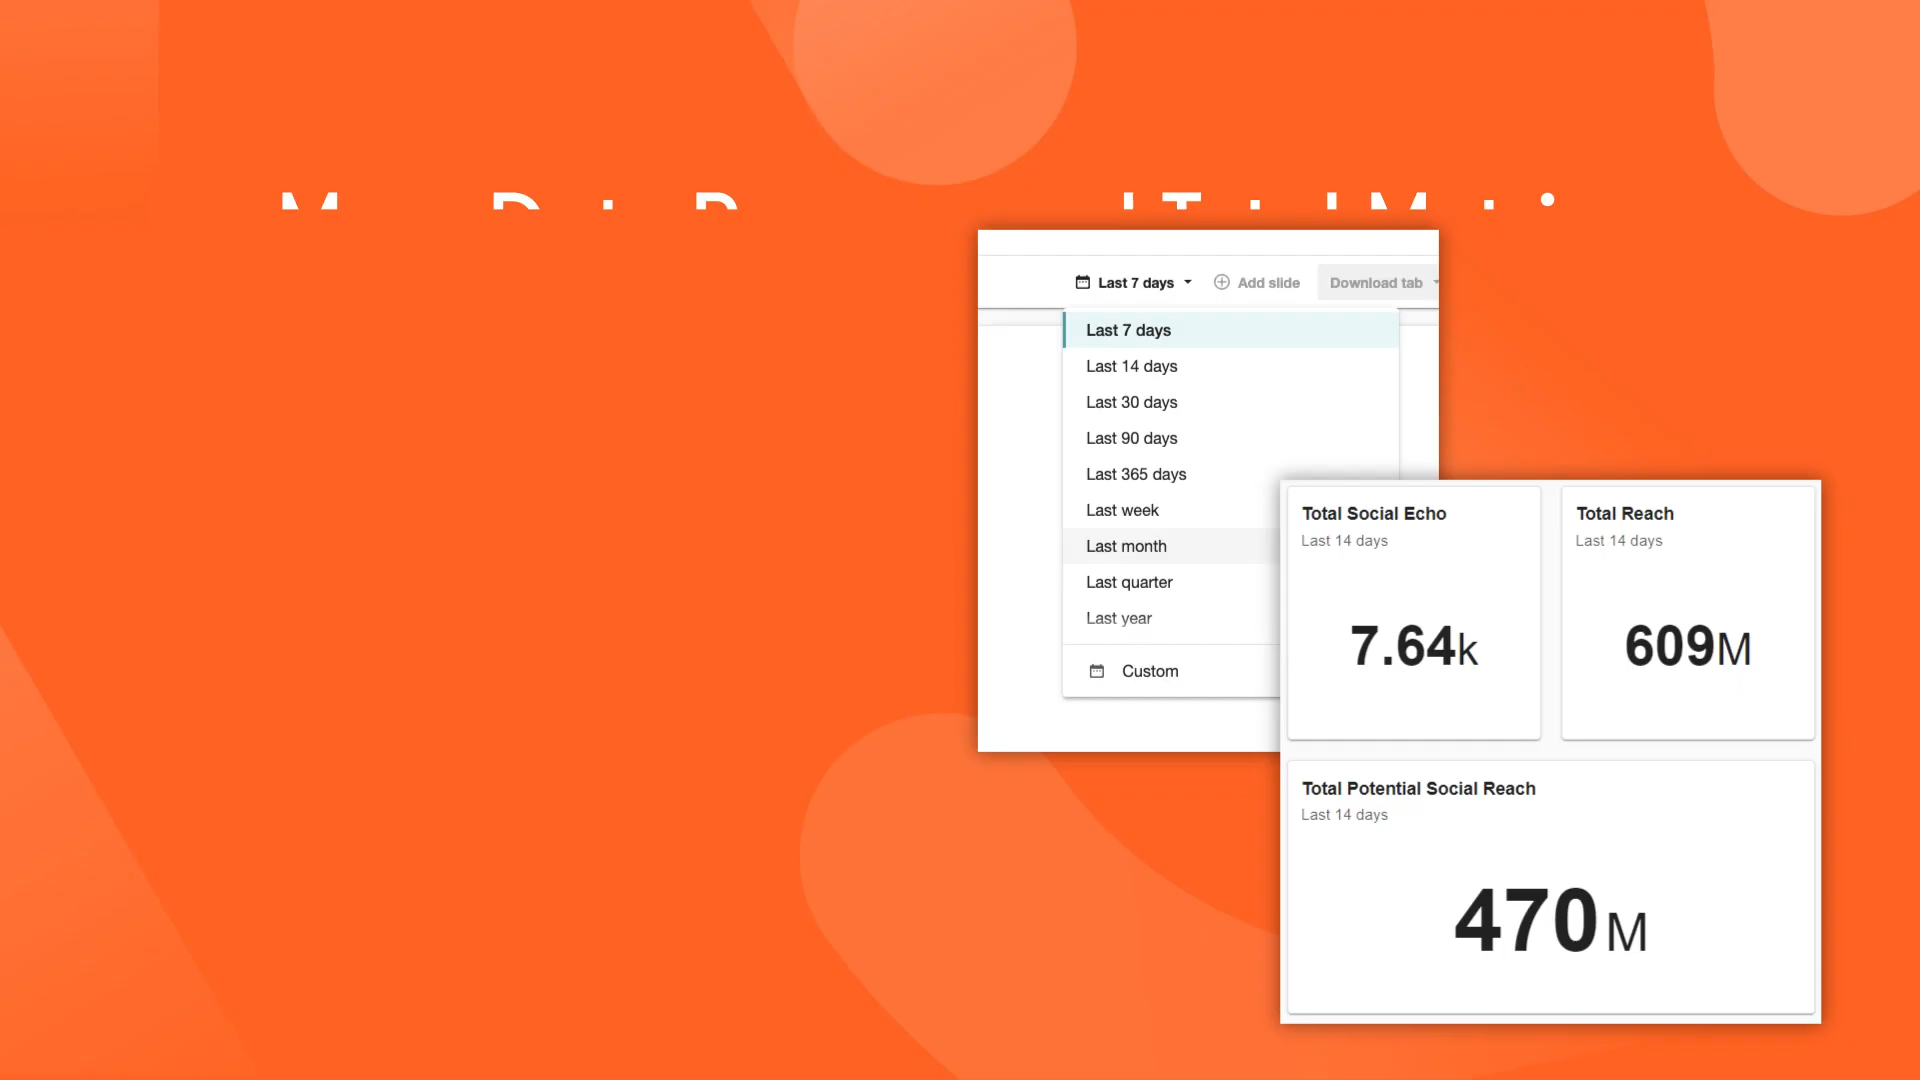 Last 7 days
Add slide
Download tab
Last 7 days
Last 14 days
Last 30 days
Last 90 days
Last 365 days
Last week
Last month
Last quarter
Last year
Custom
Total Social Echo
Last 14 days
7.64k
Total Reach
Last 14 days
609M
Total Potential Social Reach
Last 14 days
470M